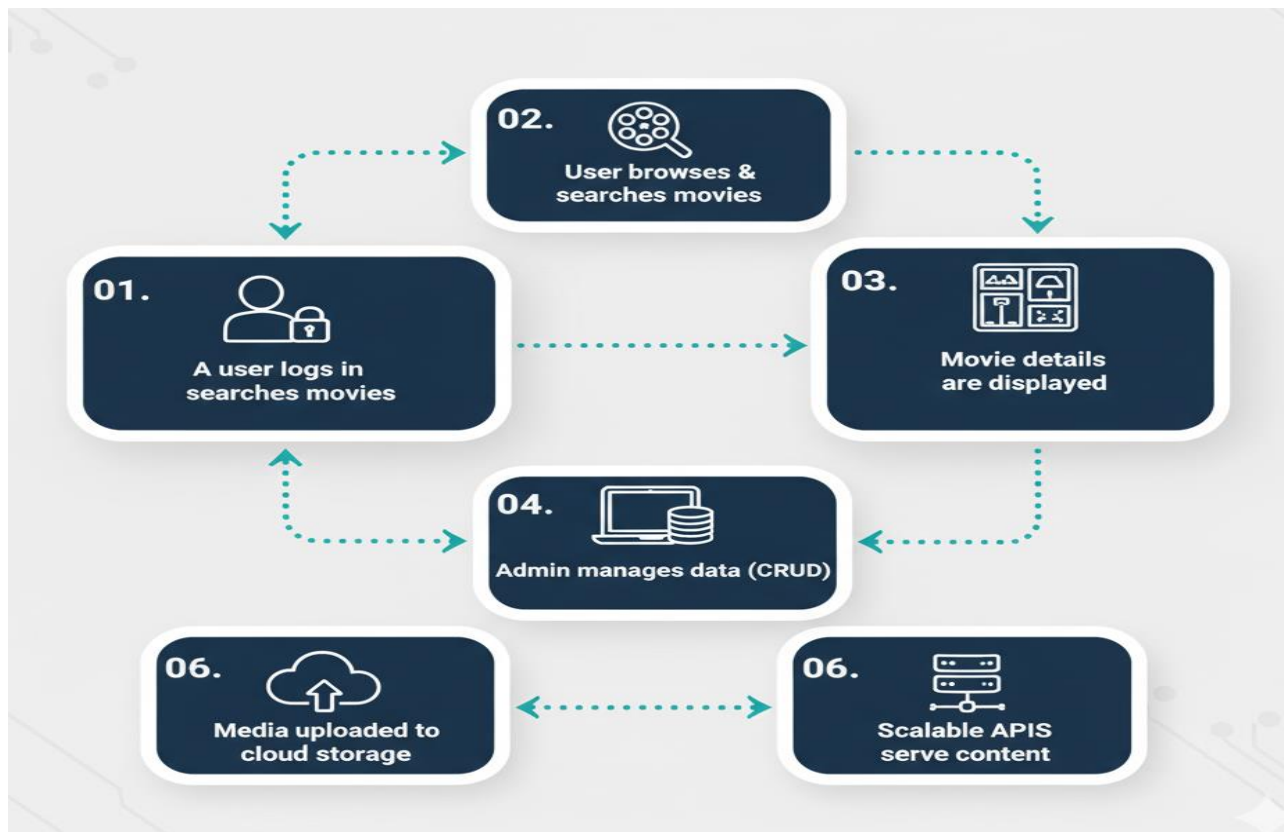 02.
User browses &
searches movies
01.
A user logs in
searches movies
03.
Movie details
are displayed
04.
Admin manages data (CRUD)
06.
Media uploaded to
cloud storage
06.
Scalable APIS
serve content